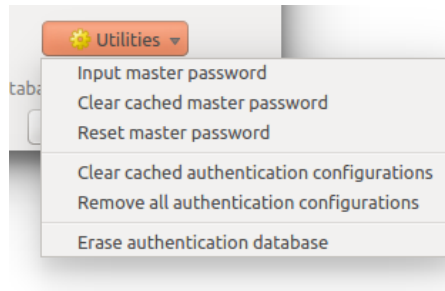 Utilities
Input master password
Clear cached master password
Reset master password
Clear cached authentication configurations
Remove all authentication configurations
Erase authentication database